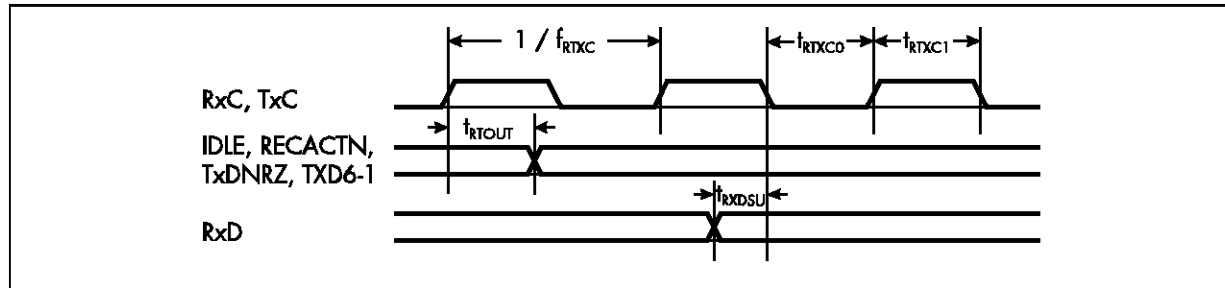 1 / fRTXC
tRTXC0
tRTXC1
RxC, TxC
tRTOUT
IDLE, RECACTN,
TxDNRZ, TXD6-1
tRXDSU
RxD